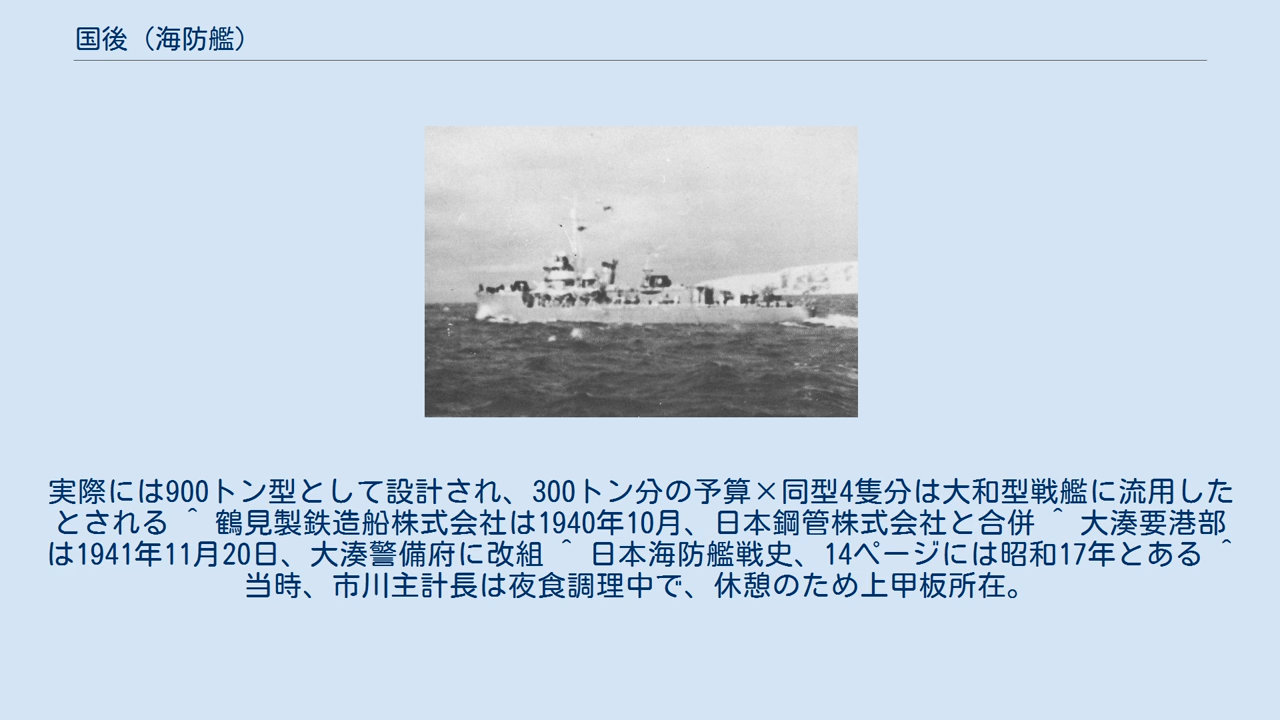 国後（海防艦）
実際には900トン型として設計され、300トン分の予算×同型4隻分は大和型戦艦に流用した
とされる ^ 鶴見製鉄造船株式会社は1940年10月、日本鋼管株式会社と合併 ^ 大湊要港部
は1941年11月20日、大湊警備府に改組 ^ 日本海防艦戦史、14ページには昭和17年とある ^
当時、市川主計長は夜食調理中で、休憩のため上甲板所在。